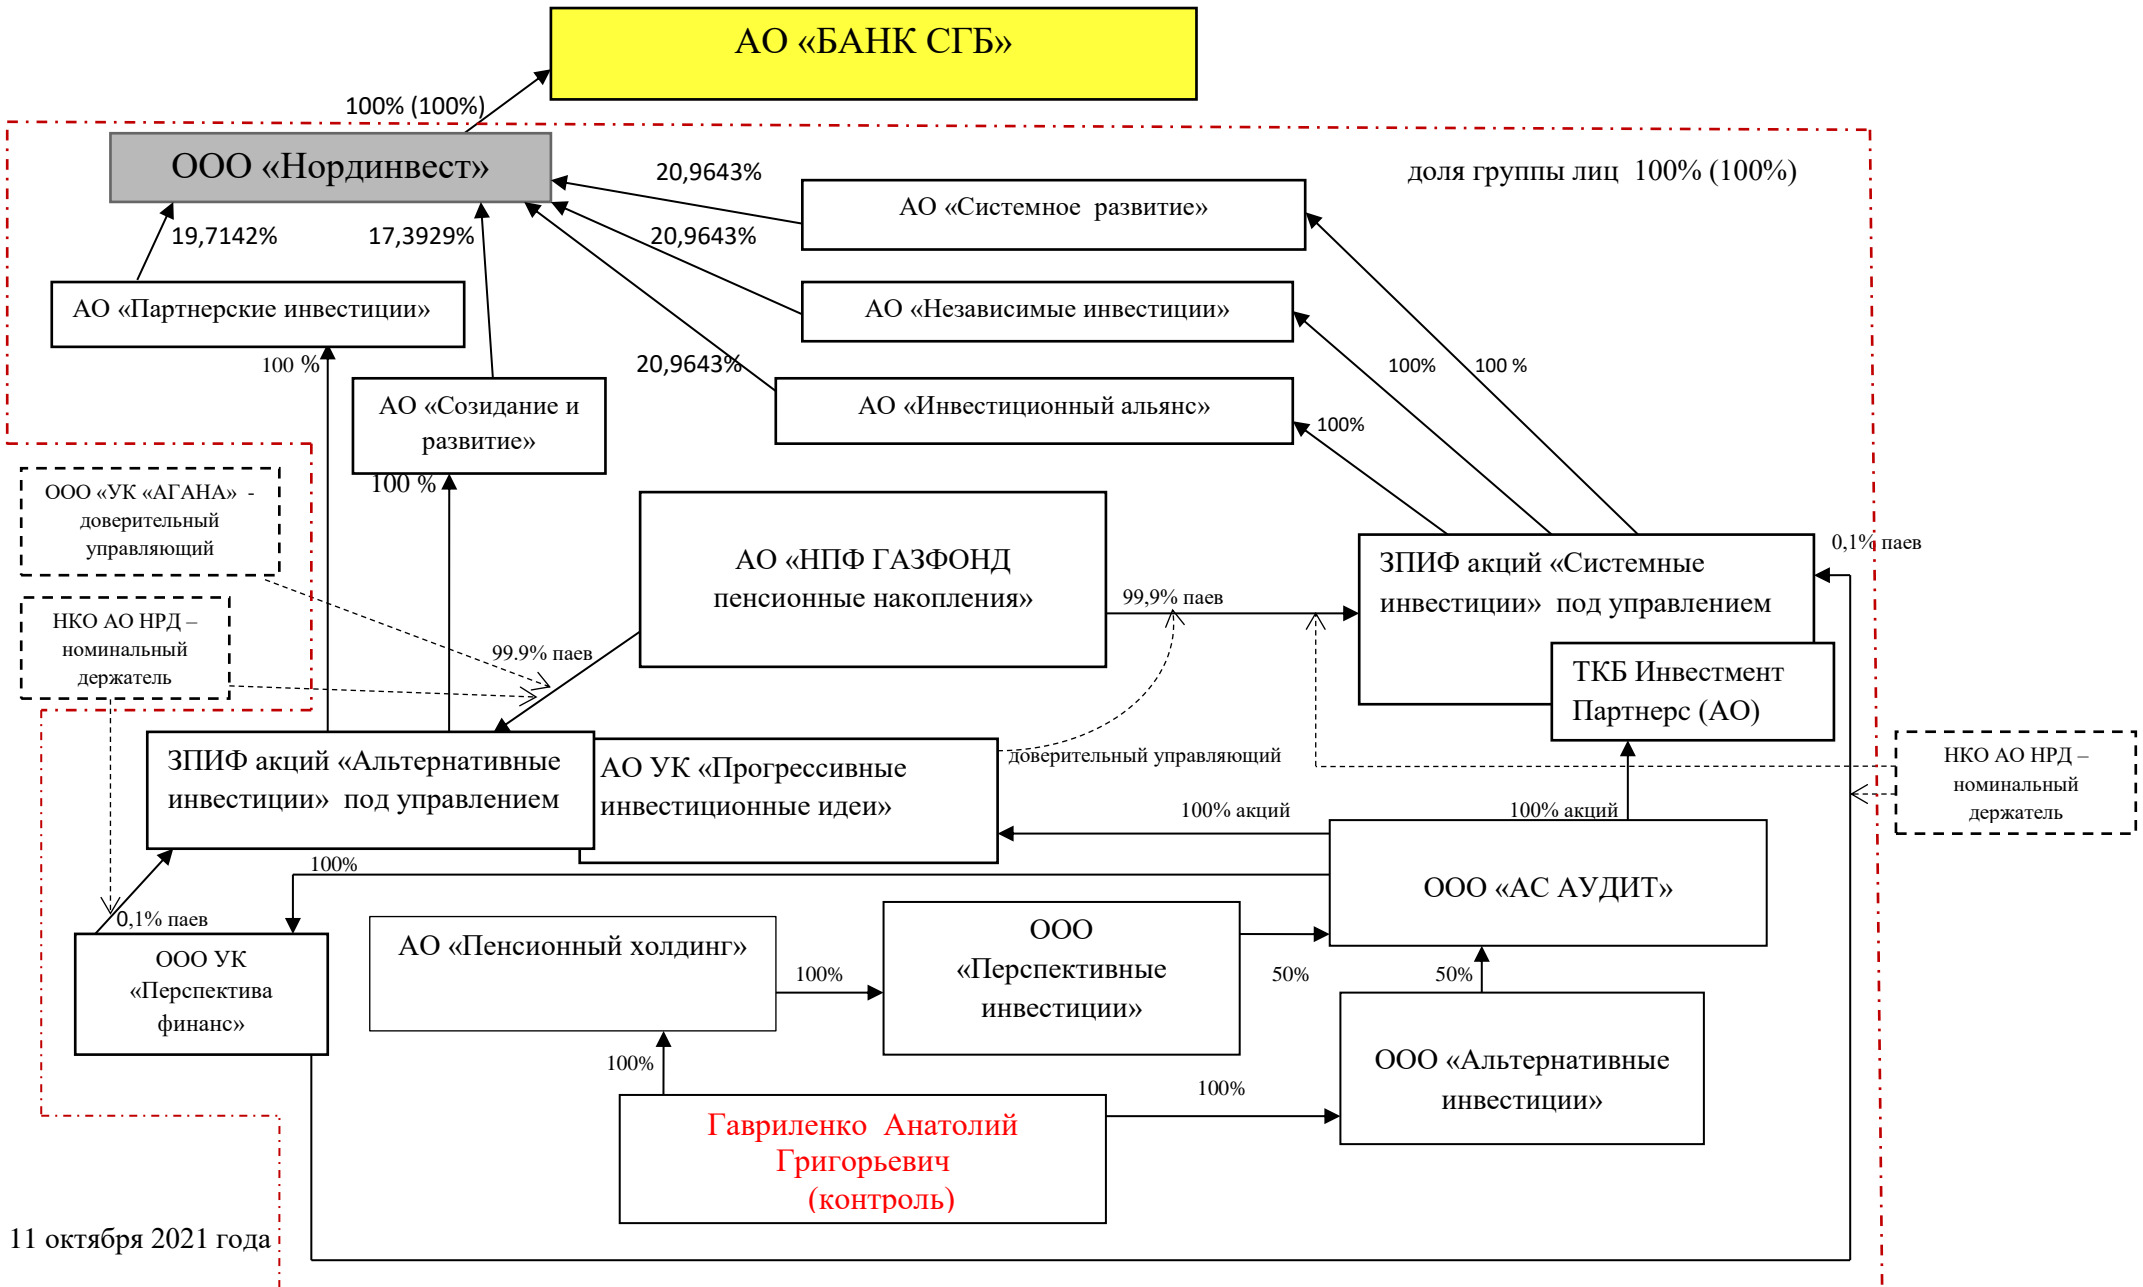 АО «БАНК СГБ»
100% (100%)
ООО «Нординвест»
доля группы лиц  100% (100%)
20,9643%
АО «Системное  развитие»
19,7142%
17,3929%
20,9643%
АО «Партнерские инвестиции»
АО «Независимые инвестиции»
100 %
20,9643%
100%
100 %
АО «Созидание и
развитие»
АО «Инвестиционный альянс»
100%
100 %
ООО «УК «АГАНА»  -
доверительный
управляющий
АО «НПФ ГАЗФОНД
пенсионные накопления»
ЗПИФ акций «Системные
инвестиции»  под управлением
0,1% паев
99,9% паев
НКО АО НРД –
номинальный
держатель
99.9% паев
ТКБ Инвестмент
Партнерс (АО)
ЗПИФ акций «Альтернативные
инвестиции»  под управлением
АО УК «Прогрессивные
инвестиционные идеи»
доверительный управляющий
НКО АО НРД –
номинальный
держатель
100% акций
100% акций
100%
ООО «АС АУДИТ»
0,1% паев
АО «Пенсионный холдинг»
ООО
«Перспективные
инвестиции»
ООО УК
«Перспектива
финанс»
100%
50%
50%
100%
100%
ООО «Альтернативные
инвестиции»
Гавриленко  Анатолий
Григорьевич
(контроль)
11 октября 2021 года